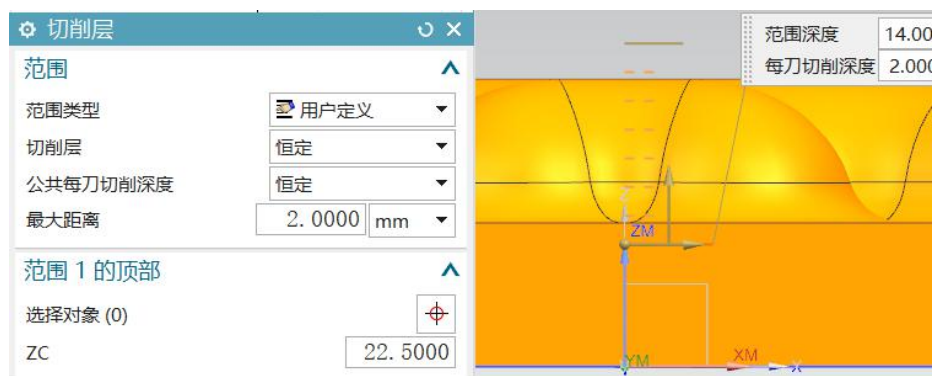 切削层
范围
范围类型 用户定义
切削层 恒定
公共每刀切削深度 恒定
最大距离 2.0000 mm
范围 1 的顶部
选择对象 (0)
ZC 22.5000
范围深度 14.00
每刀切削深度 2.000
ZM
YM XM X